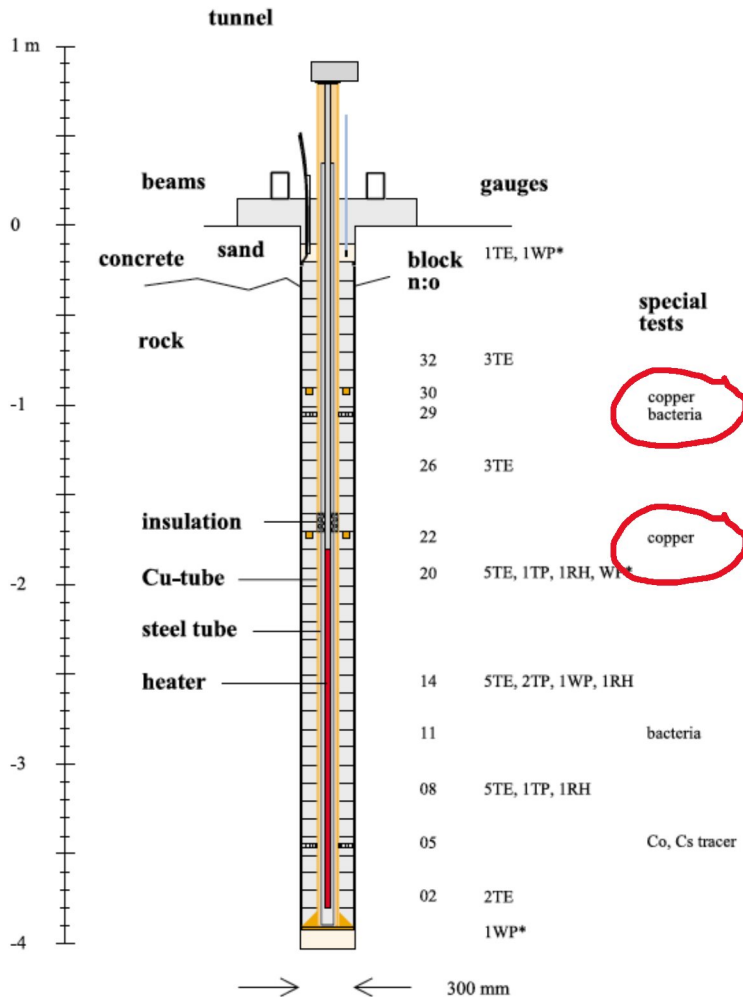 tunnel
1 m
beams
gauges
0
sand
concrete
block
n:o
1TE, 1WP*
special
tests
rock
32 3TE
30 copper
-1
29 bacteria
26 3TE
insulation
22 copper
Cu-tube
20 5TE, 1TP, 1RH, WP*
-2
steel tube
heater
14 5TE, 2TP, 1WP, 1RH
11 bacteria
-3
08 5TE, 1TP, 1RH
05 Co, Cs tracer
02 2TE
1WP*
-4
300 mm